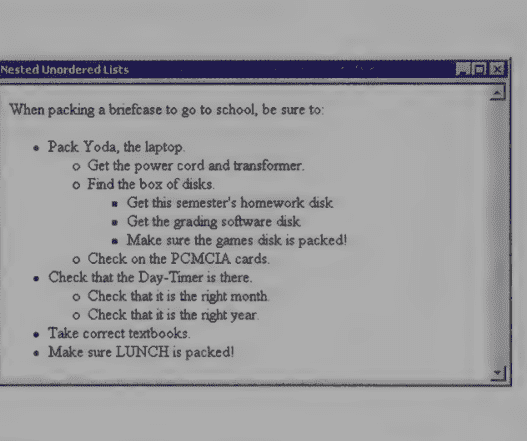 Nested Unordered Lists
When packing a briefcase to go to school, be sure to:
Pack Yoda, the laptop.
Get the power cord and transformer.
Find the box of disks.
Get this semester's homework disk
Get the grading software disk
Make sure the games disk is packed!
Check on the PCMCIA cards.
Check that the Day-Timer is there.
Check that it is the right month.
Check that it is the right year.
Take correct textbooks.
Make sure LUNCH is packed!